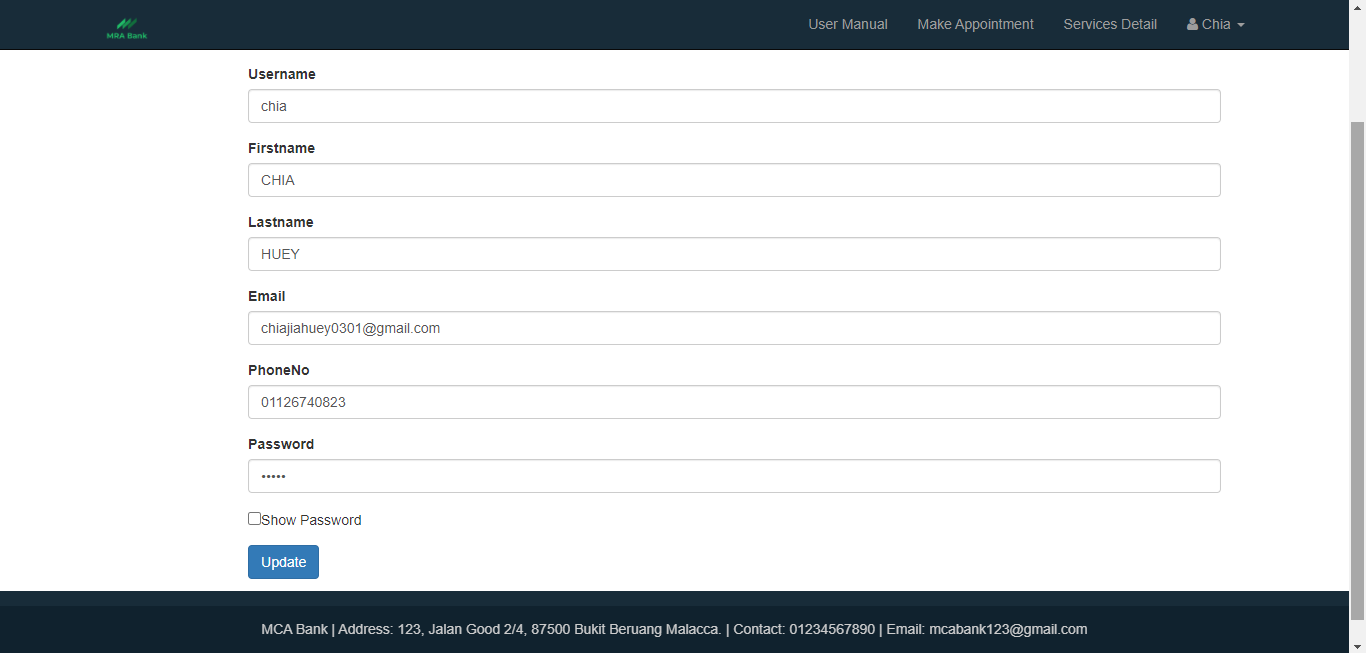 MRA Bank
User Manual Make Appointment Services Detail Chia
Username
chia
Firstname
CHIA
Lastname
HUEY
Email
chiajiahuey0301@gmail.com
PhoneNo
01126740823
Password
•••••
Show Password
Update
MCA Bank | Address: 123, Jalan Good 2/4, 87500 Bukit Beruang Malacca. | Contact: 01234567890 | Email: mcabank123@gmail.com